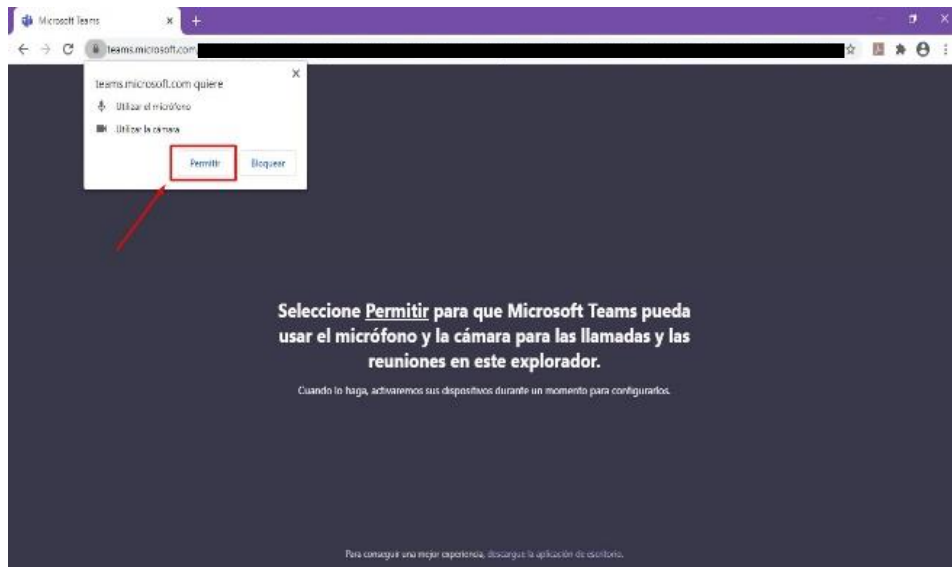 Microsoft Teams
teams.microsoft.com
teams.microsoft.com quiere
Utilizar el micrófono
Utilizar la cámara
Permitir Bloquear
Seleccione Permitir para que Microsoft Teams pueda
usar el micrófono y la cámara para las llamadas y las
reuniones en este explorador.
Cuando lo haga, activaremos sus dispositivos durante un momento para configurarlos.
Para conseguir una mejor experiencia, descargue la aplicación de escritorio.